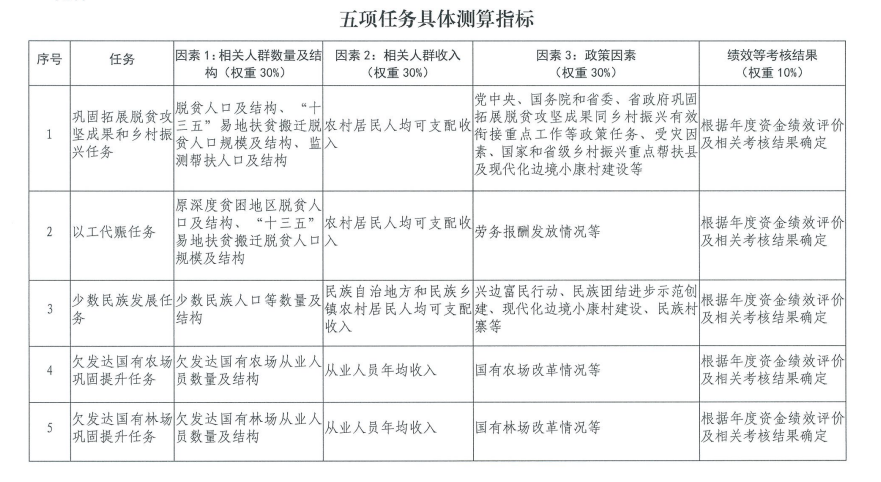 五项任务具体测算指标
序号
任务
因素1:相关人群数量及结
构（权重30%）
因素2：相关人群收入
（权重30%）
因素3：政策因素
（权重30%）
绩效等考核结果
（权重10%）
1
巩固拓展脱贫攻
坚成果和乡村振
兴任务
脱贫人口及结构、“十
三五”易地扶贫搬迁脱
贫人口规模及结构、监
测帮扶人口及结构
农村居民人均可支配收
入
党中央、国务院和省委、省政府巩固
拓展脱贫攻坚成果同乡村振兴有效
衔接重点工作等政策任务、受灾因
素、国家和省级乡村振兴重点帮扶县
及现代化边境小康村建设等
根据年度资金绩效评价
及相关考核结果确定
2
以工代赈任务
原深度贫困地区脱贫人
口及结构、“十三五”
易地扶贫搬迁脱贫人口
规模及结构
农村居民人均可支配收
入
劳务报酬发放情况等
根据年度资金绩效评价
及相关考核结果确定
3
少数民族发展任
务
少数民族人口等数量及
结构
民族自治地方和民族乡
镇农村居民人均可支配
收入
兴边富民行动、民族团结进步示范创
建、现代化边境小康村建设、民族村
寨等
根据年度资金绩效评价
及相关考核结果确定
4
欠发达国有农场
巩固提升任务
欠发达国有农场从业人
员数量及结构
从业人员年均收入
国有农场改革情况等
根据年度资金绩效评价
及相关考核结果确定
5
欠发达国有林场
巩固提升任务
欠发达国有林场从业人
员数量及结构
从业人员年均收入
国有林场改革情况等
根据年度资金绩效评价
及相关考核结果确定